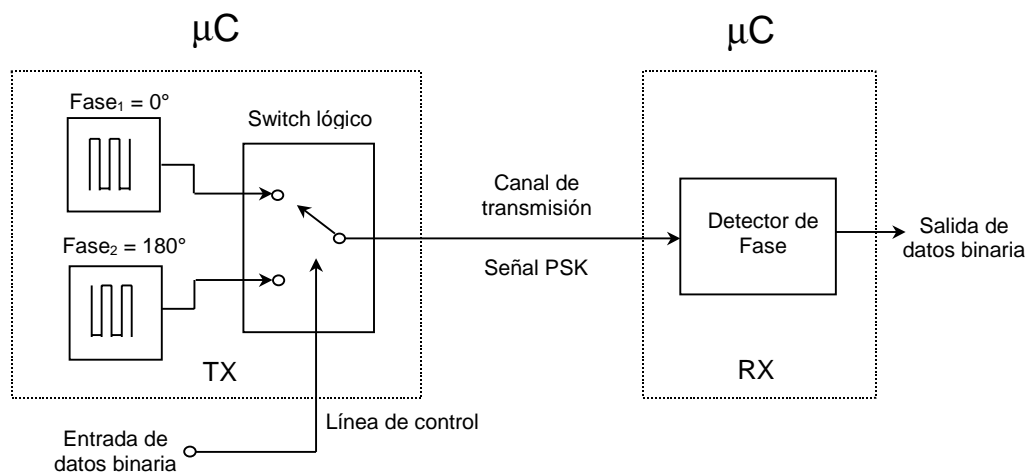 μC
μC
Fase₁ = 0°
Switch lógico
Fase₂ = 180°
TX
Canal de
transmisión
Señal PSK
Detector de
Fase
RX
Salida de
datos binaria
Línea de control
Entrada de
datos binaria